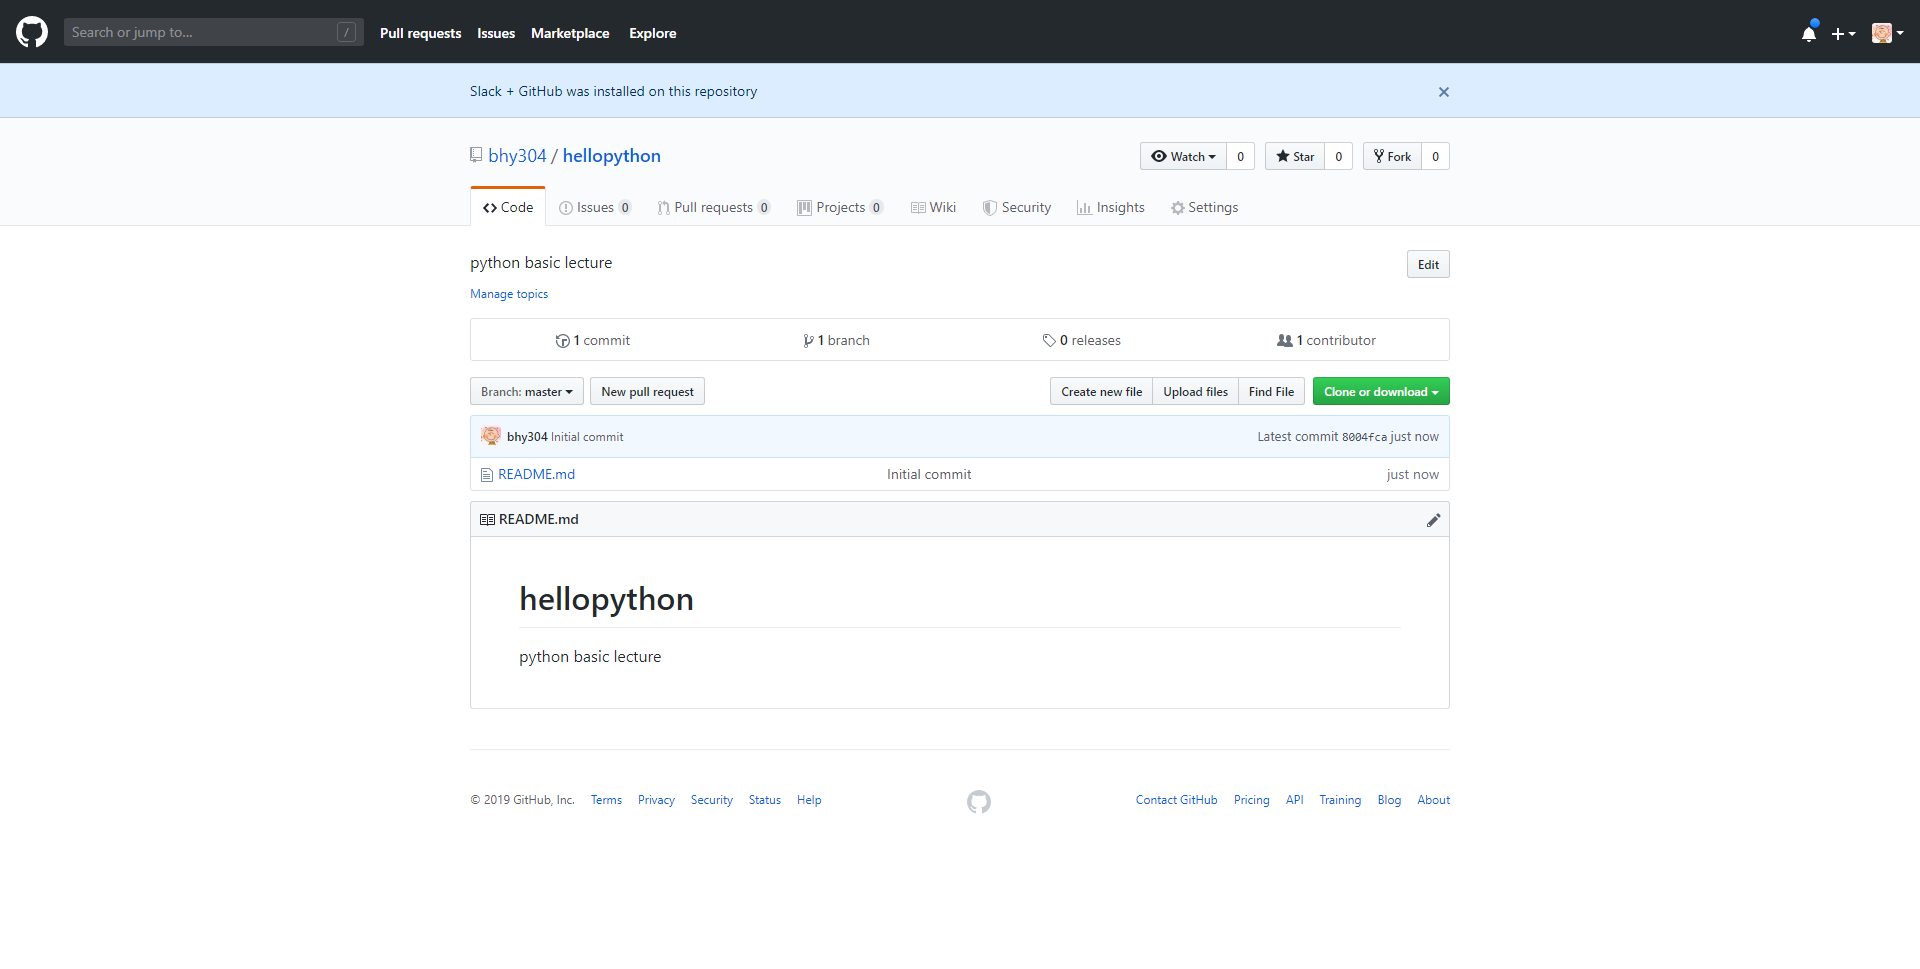 Search or jump to... /
Pull requests Issues Marketplace Explore
Slack + GitHub was installed on this repository
bhy304 / hellopython
Watch 0 Star 0 Fork 0
Code Issues 0 Pull requests 0 Projects 0 Wiki Security Insights Settings
python basic lecture Edit
Manage topics
1 commit 1 branch 0 releases 1 contributor
Branch: master New pull request Create new file Upload files Find File Clone or download
bhy304 Initial commit Latest commit 8004fca just now
README.md Initial commit just now
README.md
hellopython
python basic lecture
© 2019 GitHub, Inc. Terms Privacy Security Status Help Contact GitHub Pricing API Training Blog About